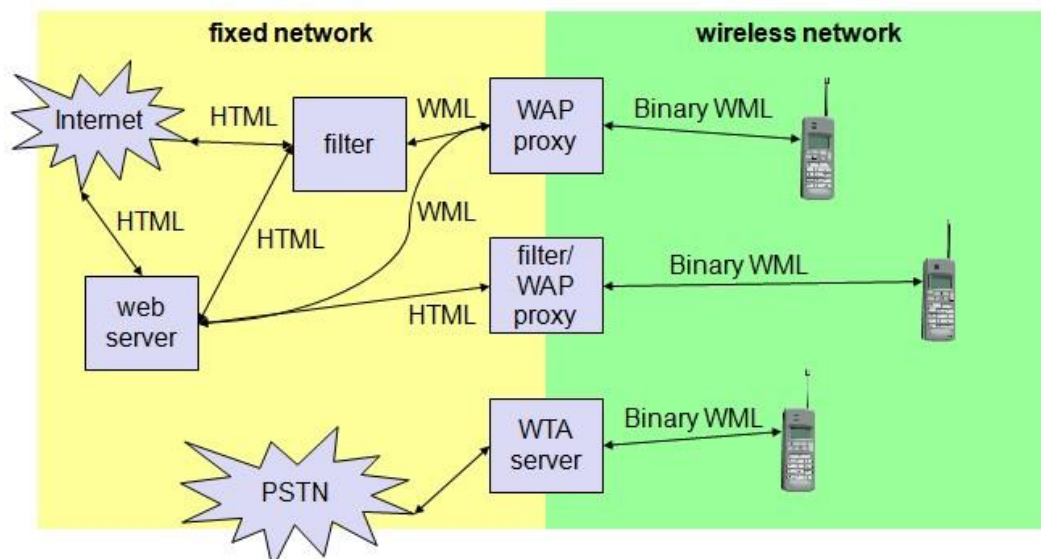 fixed network
wireless network
Internet
HTML
filter
WML
WAP
proxy
Binary WML
HTML
HTML
WML
web
server
HTML
filter/
WAP
proxy
Binary WML
PSTN
WTA
server
Binary WML